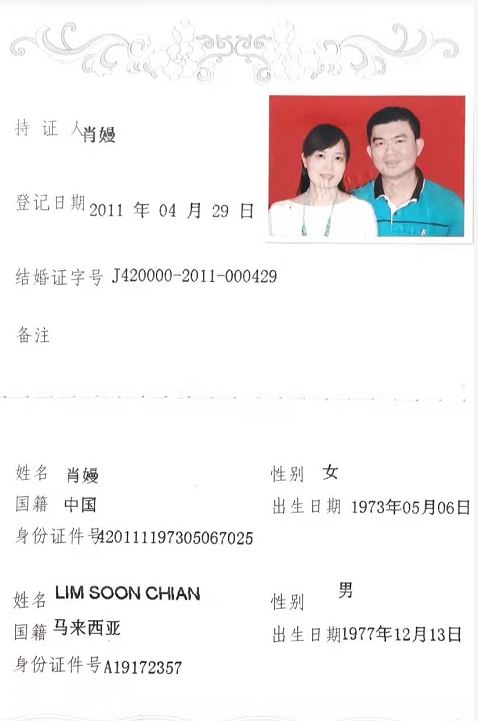 持证人 肖嫚
登记日期 2011 年 04 月 29 日
结婚证字号 J420000-2011-000429
备注
姓名 肖嫚 性别 女
国籍 中国 出生日期 1973年05月06日
身份证件号 420111197305067025
姓名 LIM SOON CHIAN 性别 男
国籍 马来西亚 出生日期 1977年12月13日
身份证件号 A19172357